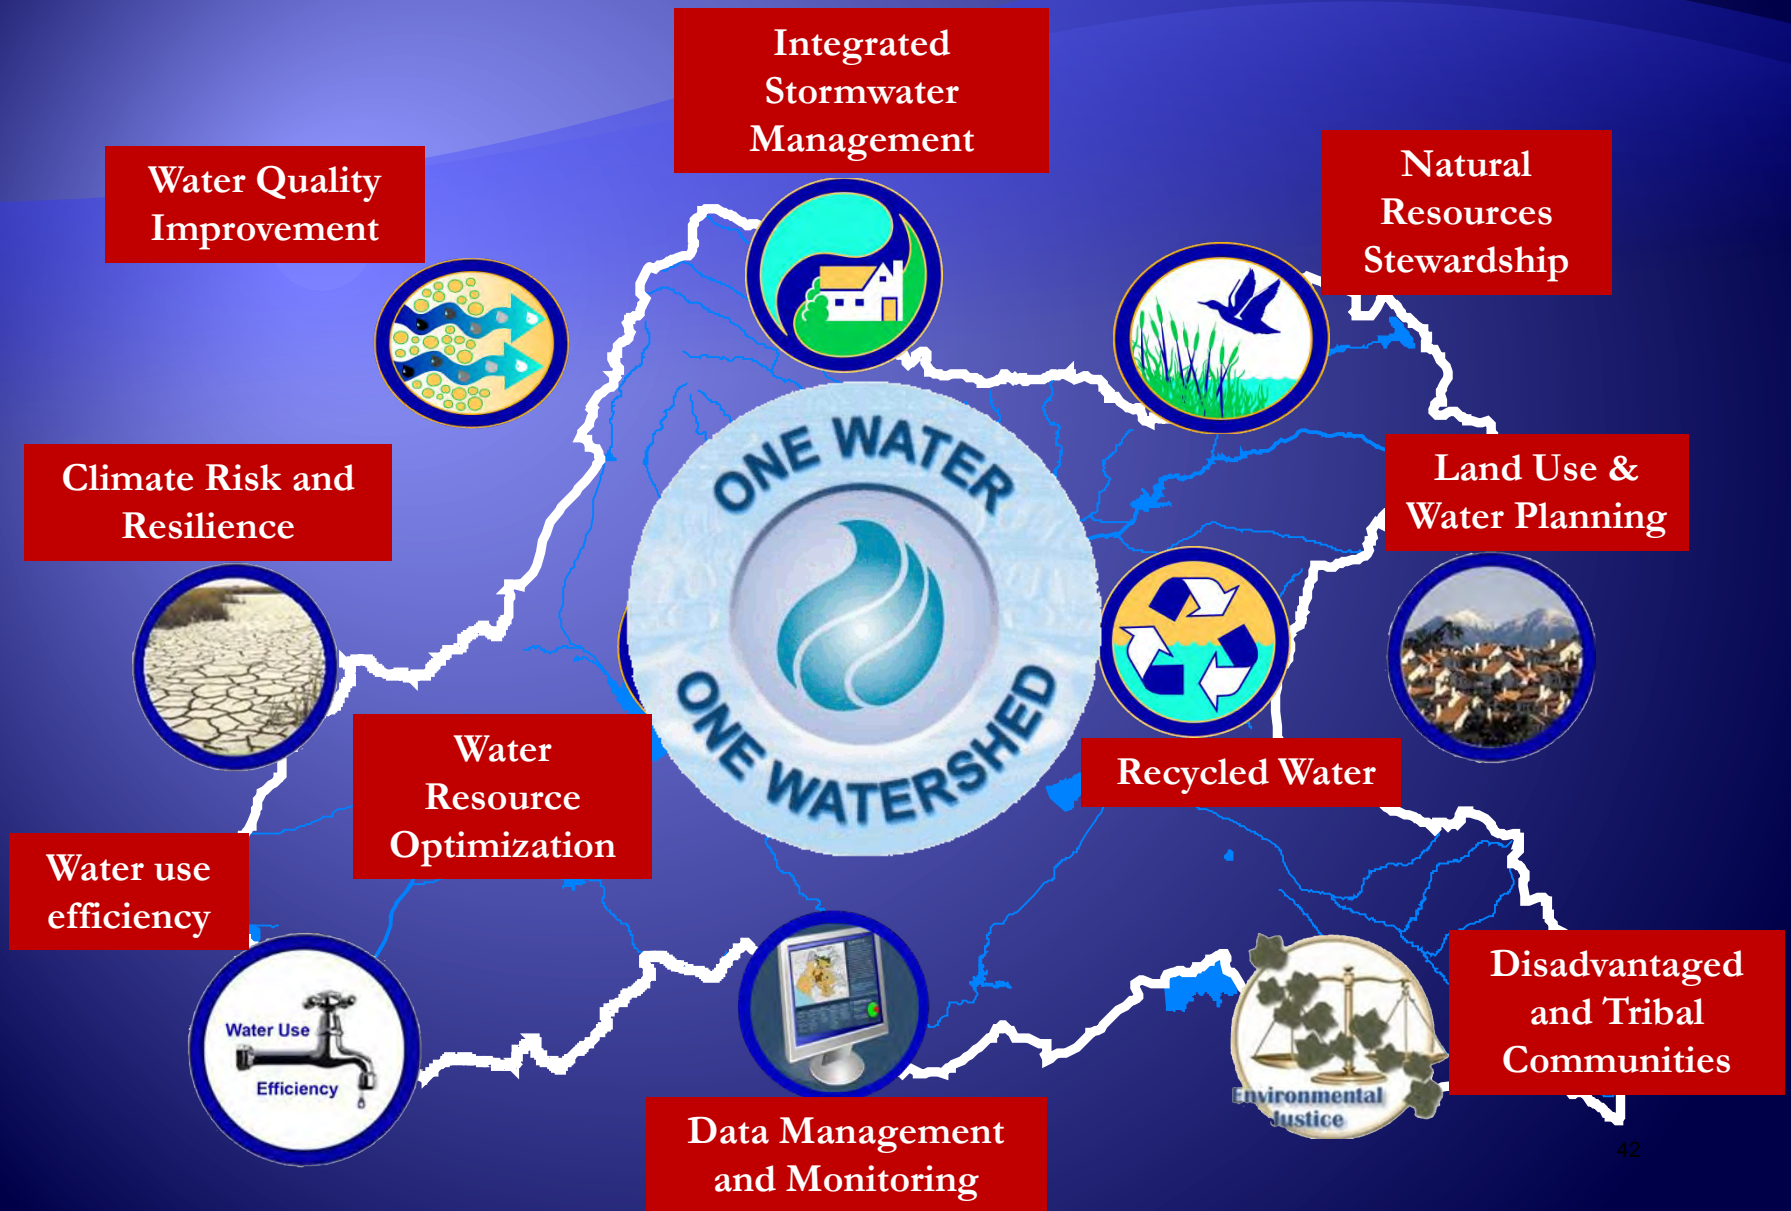 Integrated
Stormwater
Management
Water Quality
Improvement
Natural
Resources
Stewardship
ONE WATER
ONE WATERSHED
Climate Risk and
Resilience
Land Use &
Water Planning
Water
Resource
Optimization
Recycled Water
Water use
efficiency
Water Use
Efficiency
Disadvantaged
and Tribal
Communities
Environmental
Justice
Data Management
and Monitoring
42